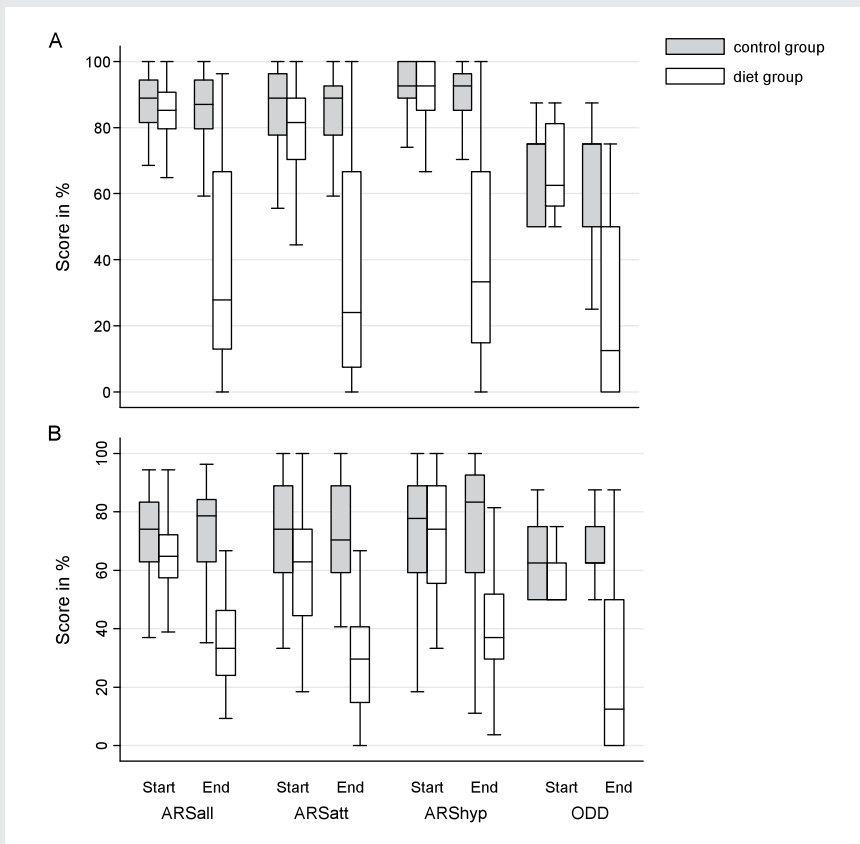 A
control group
diet group
100
80
60
40
20
0
Score in %
B
100
80
60
40
20
0
Score in %
Start End Start End Start End Start End
ARSall ARSatt ARShyp ODD